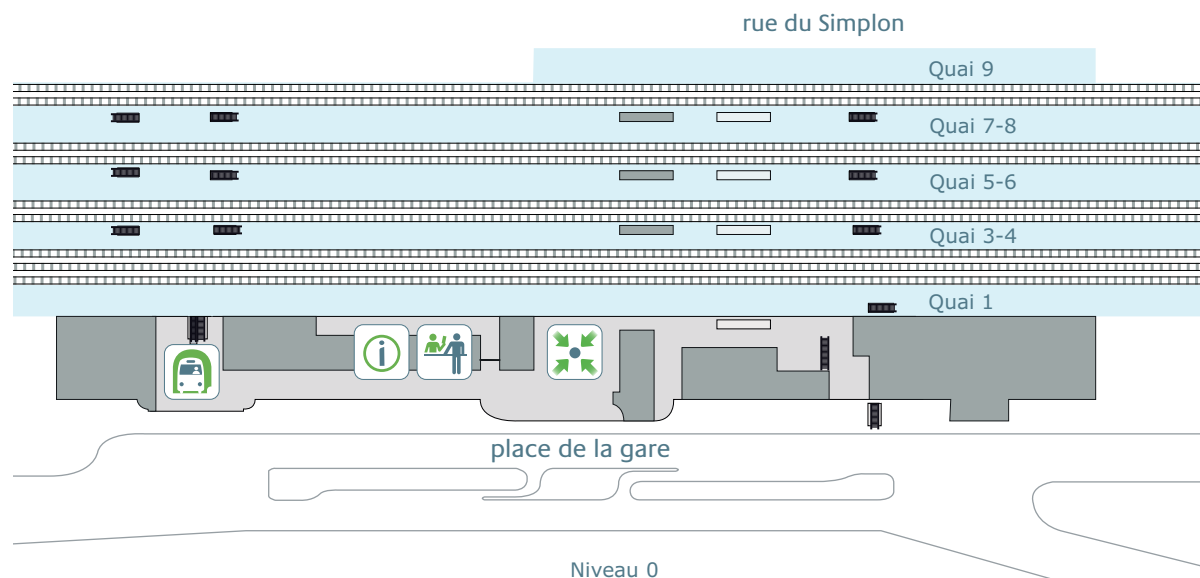 rue du Simplon
Quai 9
Quai 7-8
Quai 5-6
Quai 3-4
Quai 1
place de la gare
Niveau 0